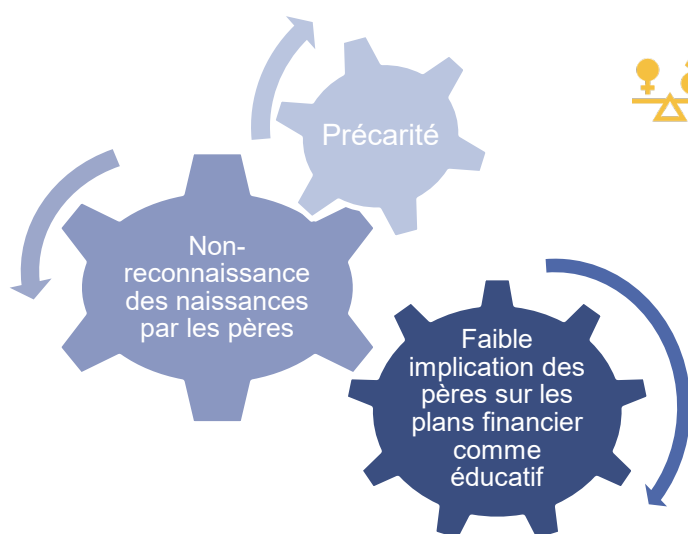 Précarité
Non-
reconnaissance
des naissances
par les pères
Faible
implication des
pères sur les
plans financier
comme
éducatif